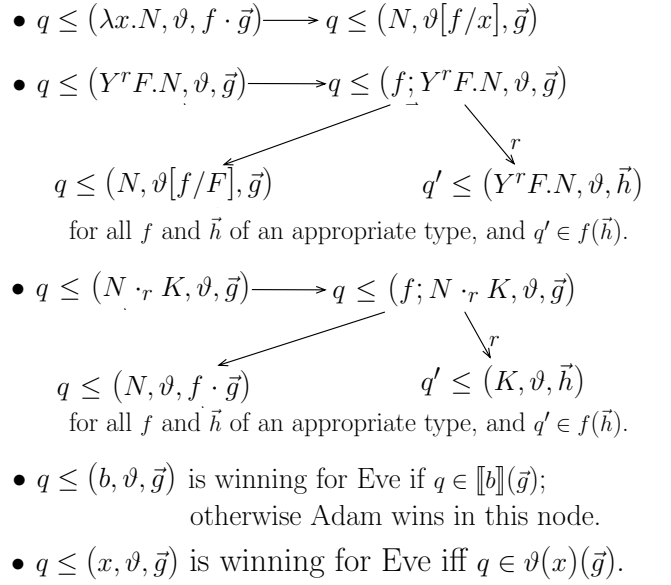 • q ≤ (λx.N, ϑ, f · g⃗) ⟶ q ≤ (N, ϑ[f/x], g⃗)
• q ≤ (Y^r F.N, ϑ, g⃗) ⟶ q ≤ (f; Y^r F.N, ϑ, g⃗)
r
q ≤ (N, ϑ[f/F], g⃗) q′ ≤ (Y^r F.N, ϑ, h⃗)
for all f and h⃗ of an appropriate type, and q′ ∈ f(h⃗).
• q ≤ (N ·_r K, ϑ, g⃗) ⟶ q ≤ (f; N ·_r K, ϑ, g⃗)
r
q ≤ (N, ϑ, f · g⃗) q′ ≤ (K, ϑ, h⃗)
for all f and h⃗ of an appropriate type, and q′ ∈ f(h⃗).
• q ≤ (b, ϑ, g⃗) is winning for Eve if q ∈ ⟦b⟧(g⃗);
otherwise Adam wins in this node.
• q ≤ (x, ϑ, g⃗) is winning for Eve iff q ∈ ϑ(x)(g⃗).